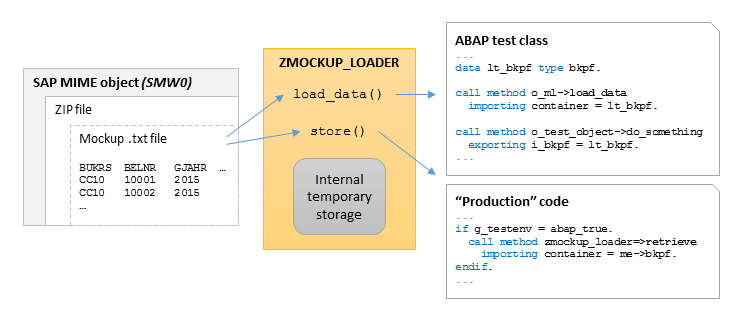 SAP MIME object (SMW0)
ZIP file
Mockup .txt file
BUKRS BELNR GJAHR …
CC10 10001 2015
CC10 10002 2015
…
ZMOCKUP_LOADER
load_data()
store()
Internal
temporary
storage
ABAP test class
...
data lt_bkpf type bkpf.
call method o_ml->load_data
importing container = lt_bkpf.
call method o_test_object->do_something
exporting i_bkpf = lt_bkpf.
...
“Production” code
...
if g_testenv = abap_true.
call method zmockup_loader=>retrieve
importing container = me->bkpf.
endif.
...